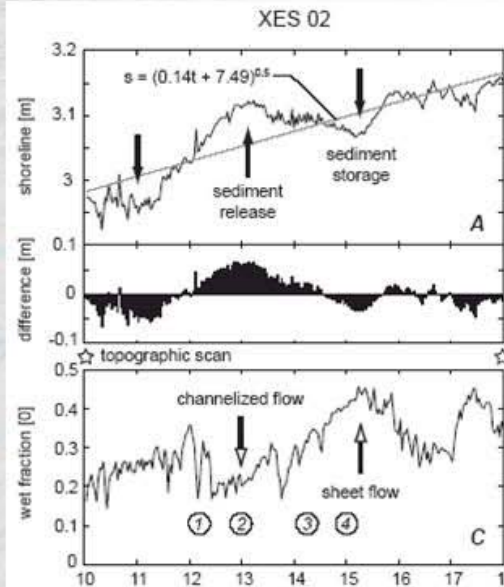 XES 02
3.2
3.1
3
shoreline [m]
s = (0.14t + 7.49)^0.5
sediment
release
sediment
storage
A
0.1
0
-0.1
difference [m]
topographic scan
0.5
0.4
0.3
0.2
0.1
0
wet fraction [0]
channelized flow
sheet flow
1 2 3 4
C
10 11 12 13 14 15 16 17